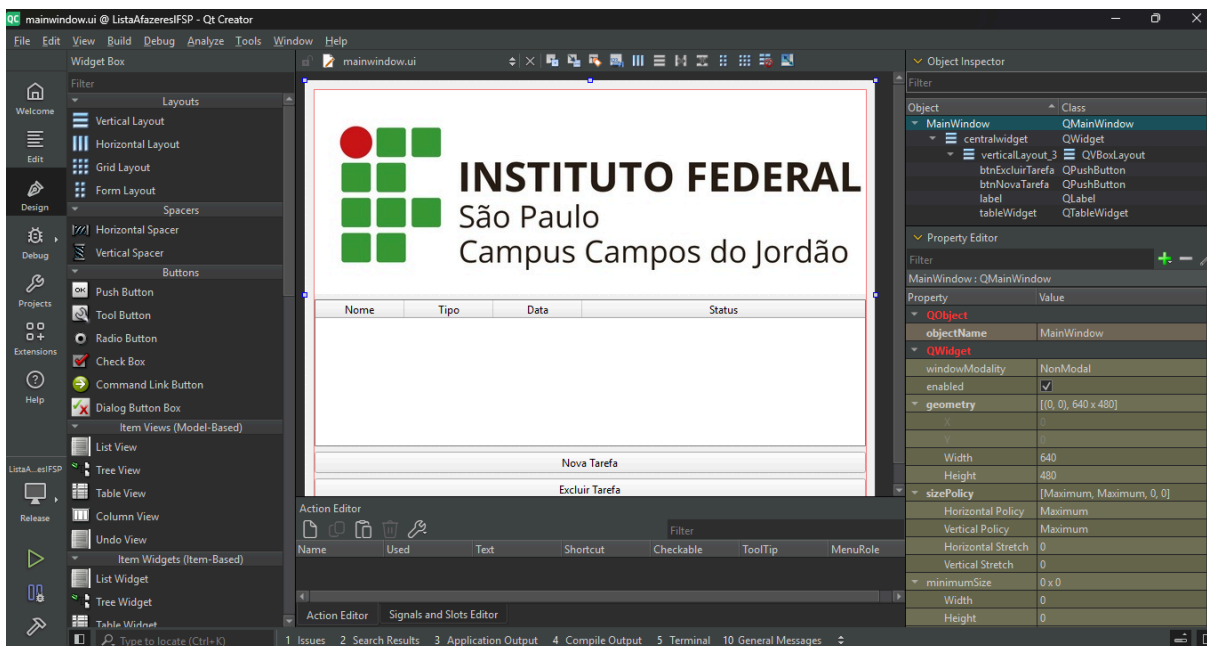 QC mainwindow.ui @ ListaAfazeresIFSP - Qt Creator
File Edit View Build Debug Analyze Tools Window Help
Welcome
Edit
Design
Debug
Projects
Extensions
Help
ListaA...esIFSP
Release
Widget Box
Filter
Layouts
Vertical Layout
Horizontal Layout
Grid Layout
Form Layout
Spacers
Horizontal Spacer
Vertical Spacer
Buttons
OK Push Button
Tool Button
Radio Button
Check Box
Command Link Button
Dialog Button Box
Item Views (Model-Based)
List View
Tree View
Table View
Column View
Undo View
Item Widgets (Item-Based)
List Widget
Tree Widget
Table Widget
mainwindow.ui
INSTITUTO FEDERAL
São Paulo
Campus Campos do Jordão
Nome Tipo Data Status
Nova Tarefa
Excluir Tarefa
Action Editor
Filter
Name Used Text Shortcut Checkable ToolTip MenuRole
Action Editor Signals and Slots Editor
Object Inspector
Filter
Object Class
MainWindow QMainWindow
centralwidget QWidget
verticalLayout_3 QVBoxLayout
btnExcluirTarefa QPushButton
btnNovaTarefa QPushButton
label QLabel
tableWidget QTableWidget
Property Editor
Filter
MainWindow : QMainWindow
Property Value
QObject
objectName MainWindow
QWidget
windowModality NonModal
enabled
geometry [(0, 0), 640 x 480]
X 0
Y 0
Width 640
Height 480
sizePolicy [Maximum, Maximum, 0, 0]
Horizontal Policy Maximum
Vertical Policy Maximum
Horizontal Stretch 0
Vertical Stretch 0
minimumSize 0 x 0
Width 0
Height 0
Type to locate (Ctrl+K) 1 Issues 2 Search Results 3 Application Output 4 Compile Output 5 Terminal 10 General Messages